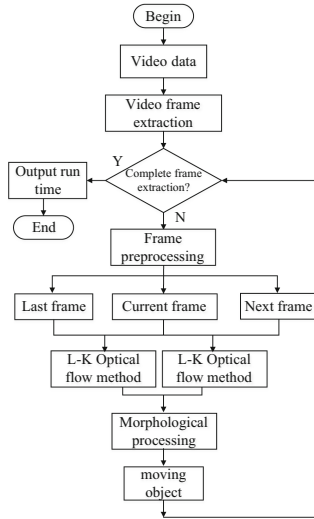 Begin
Video data
Video frame
extraction
Y
Complete frame
extraction?
Output run
time
N
End
Frame
preprocessing
Last frame
Current frame
Next frame
L-K Optical
flow method
L-K Optical
flow method
Morphological
processing
moving
object